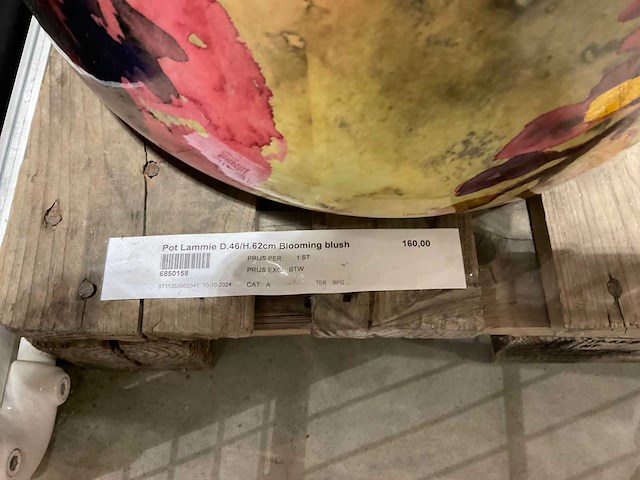 Pot Lammie D.46/H.62cm Blooming blush 160,00
PRIJS PER 1 ST
6850158 PRIJS EXCL BTW
10-10-2024 CAT: A